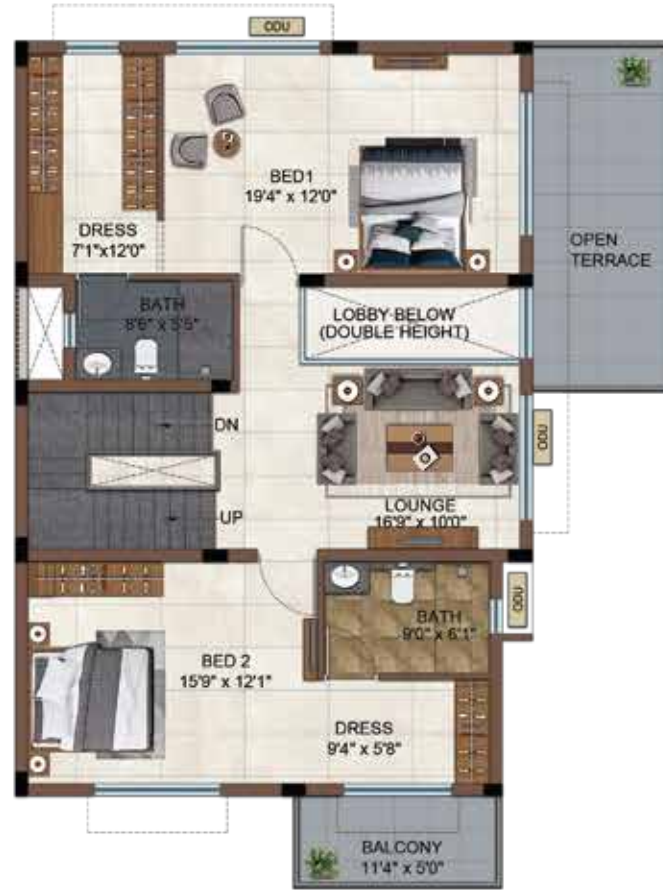 ODU
BED1
19'4" x 12'0"
DRESS
7'1"x12'0"
OPEN
TERRACE
BATH
8'6" x 5'5"
LOBBY BELOW
(DOUBLE HEIGHT)
DN
ODU
UP
LOUNGE
16'9" x 10'0"
ODU
BATH
9'0" x 6'1"
BED 2
15'9" x 12'1"
DRESS
9'4" x 5'8"
BALCONY
11'4" x 5'0"